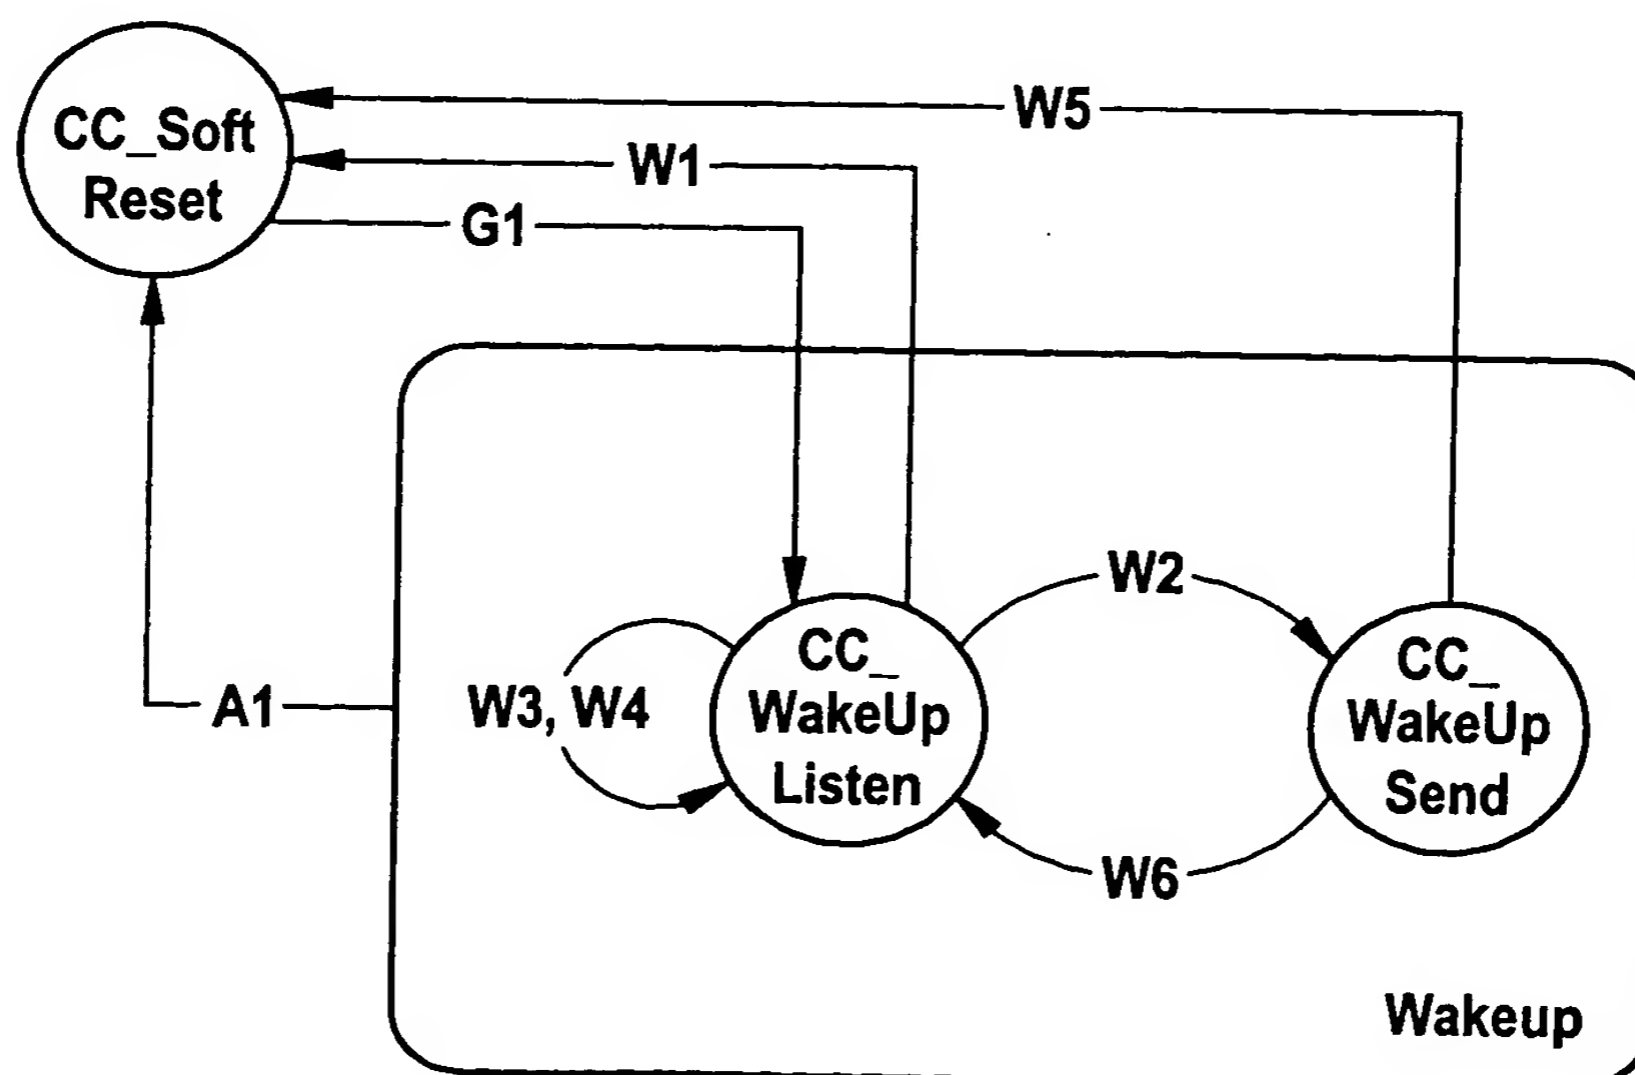 CC_Soft
Reset
W5
W1
G1
A1
W3, W4
CC_
WakeUp
Listen
W2
W6
CC_
WakeUp
Send
Wakeup